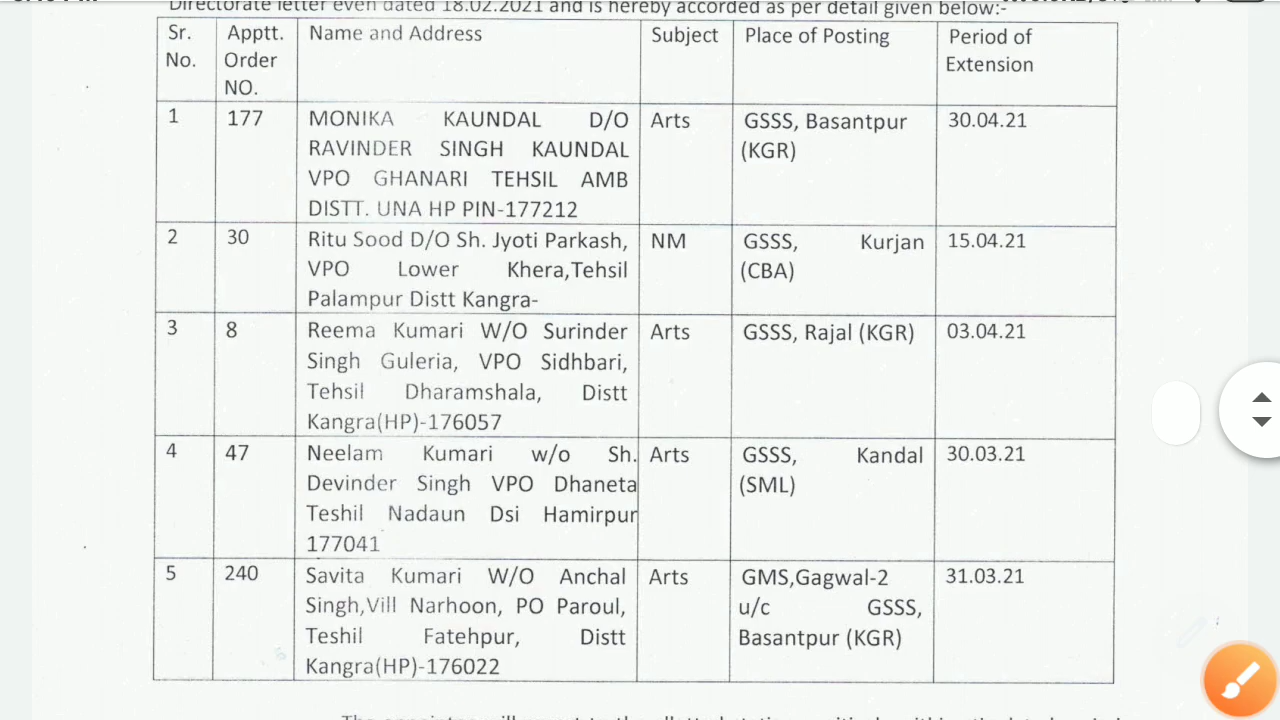 Directorate letter even dated 18.02.2021 and is hereby accorded as per detail given below:-
Sr. No. Apptt. Order NO. Name and Address Subject Place of Posting Period of Extension
1 177 MONIKA KAUNDAL D/O Arts GSSS, Basantpur 30.04.21
RAVINDER SINGH KAUNDAL (KGR)
VPO GHANARI TEHSIL AMB
DISTT. UNA HP PIN-177212
2 30 Ritu Sood D/O Sh. Jyoti Parkash, NM GSSS, Kurjan 15.04.21
VPO Lower Khera,Tehsil (CBA)
Palampur Distt Kangra-
3 8 Reema Kumari W/O Surinder Arts GSSS, Rajal (KGR) 03.04.21
Singh Guleria, VPO Sidhbari,
Tehsil Dharamshala, Distt
Kangra(HP)-176057
4 47 Neelam Kumari w/o Sh. Arts GSSS, Kandal 30.03.21
Devinder Singh VPO Dhaneta (SML)
Teshil Nadaun Dsi Hamirpur
177041
5 240 Savita Kumari W/O Anchal Arts GMS,Gagwal-2 31.03.21
Singh,Vill Narhoon, PO Paroul, u/c GSSS,
Teshil Fatehpur, Distt Basantpur (KGR)
Kangra(HP)-176022